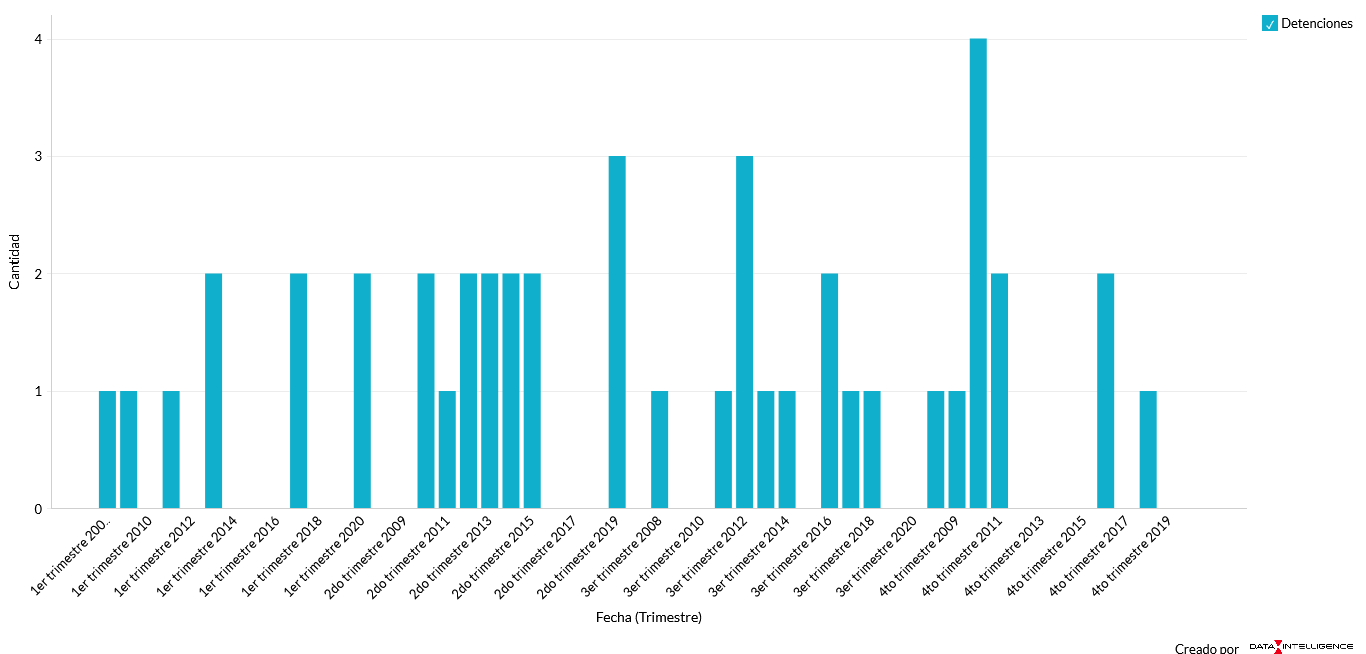 Detenciones
4
3
2
1
0
Cantidad
1er trimestre 200..
1er trimestre 2010
1er trimestre 2012
1er trimestre 2014
1er trimestre 2016
1er trimestre 2018
1er trimestre 2020
2do trimestre 2009
2do trimestre 2011
2do trimestre 2013
2do trimestre 2015
2do trimestre 2017
2do trimestre 2019
3er trimestre 2008
3er trimestre 2010
3er trimestre 2012
3er trimestre 2014
3er trimestre 2016
3er trimestre 2018
3er trimestre 2020
4to trimestre 2009
4to trimestre 2011
4to trimestre 2013
4to trimestre 2015
4to trimestre 2017
4to trimestre 2019
Fecha (Trimestre)
Creado por DATA INTELLIGENCE